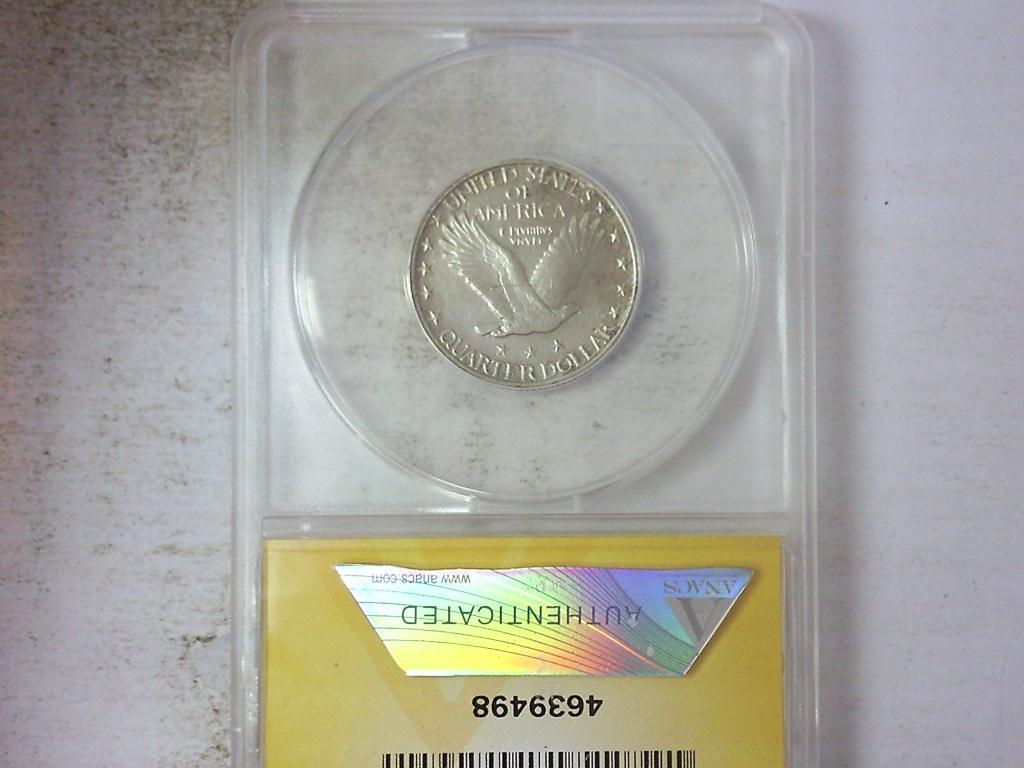 UNITED STATES
OF
AMERICA
E PLURIBUS
UNUM
QUARTER DOLLAR
ANACS
www.anacs.com
AUTHENTICATED
4639498